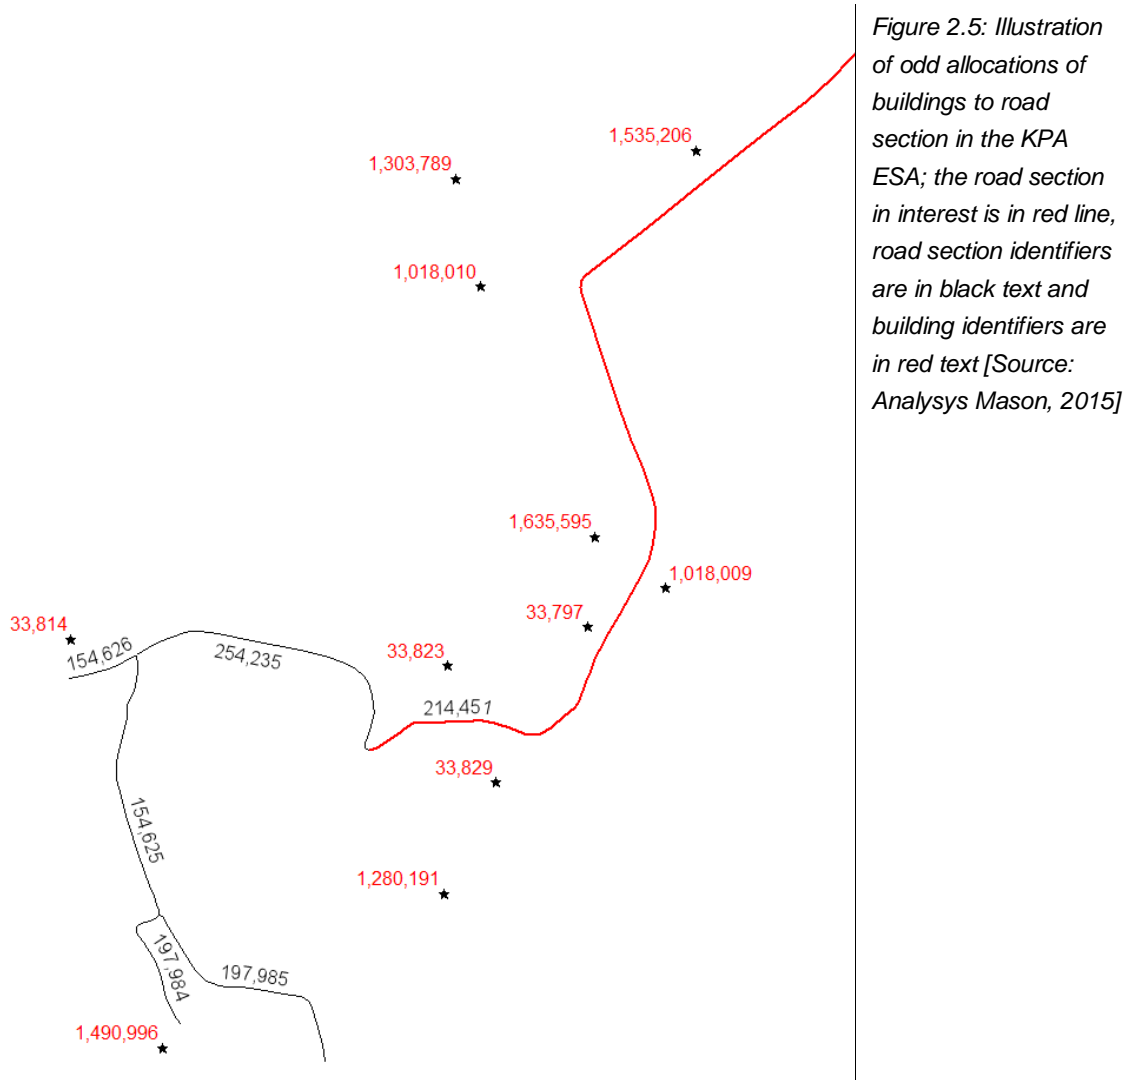 Figure 2.5: Illustration
of odd allocations of
buildings to road
section in the KPA
ESA; the road section
in interest is in red line,
road section identifiers
are in black text and
building identifiers are
in red text [Source:
Analysys Mason, 2015]
1,535,206
1,303,789
1,018,010
1,635,595
1,018,009
33,797
33,814
154,626
254,235
33,823
214,451
33,829
154,625
1,280,191
197,984
197,985
1,490,996